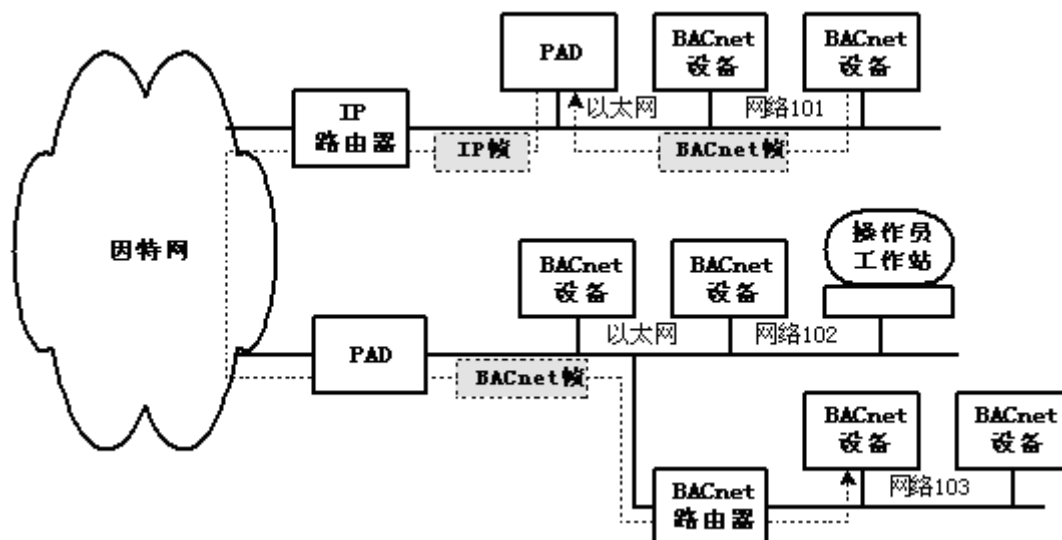 PAD
BACnet
设备
BACnet
设备
以太网
网络101
IP
路由器
IP帧
BACnet帧
因特网
BACnet
设备
BACnet
设备
操作员
工作站
以太网
网络102
PAD
BACnet帧
BACnet
设备
BACnet
设备
网络103
BACnet
路由器